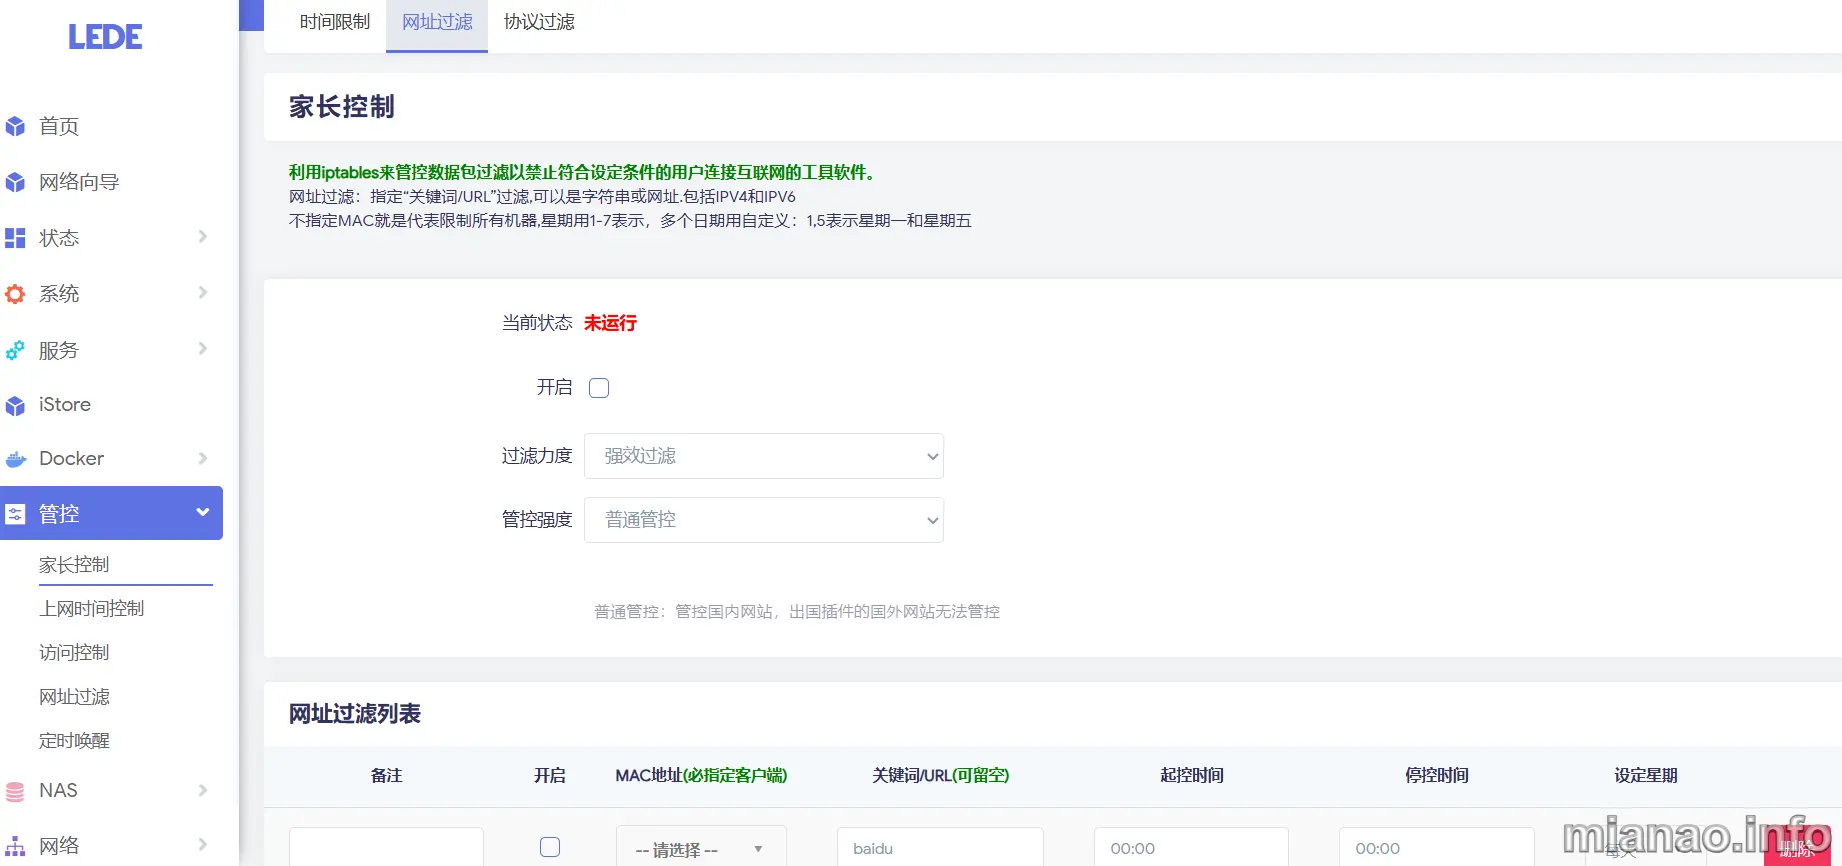 LEDE
首页
网络向导
状态
系统
服务
iStore
Docker
管控
家长控制
上网时间控制
访问控制
网址过滤
定时唤醒
NAS
网络
时间限制 网址过滤 协议过滤
家长控制
利用iptables来管控数据包过滤以禁止符合设定条件的用户连接互联网的工具软件。
网址过滤：指定“关键词/URL”过滤,可以是字符串或网址.包括IPV4和IPV6
不指定MAC就是代表限制所有机器,星期用1-7表示，多个日期用自定义：1,5表示星期一和星期五
当前状态 未运行
开启
过滤力度 强效过滤
管控强度 普通管控
普通管控：管控国内网站，出国插件的国外网站无法管控
网址过滤列表
备注 开启 MAC地址(必指定客户端) 关键词/URL(可留空) 起控时间 停控时间 设定星期
-- 请选择 -- baidu 00:00 00:00 每天 删除
mianao.info